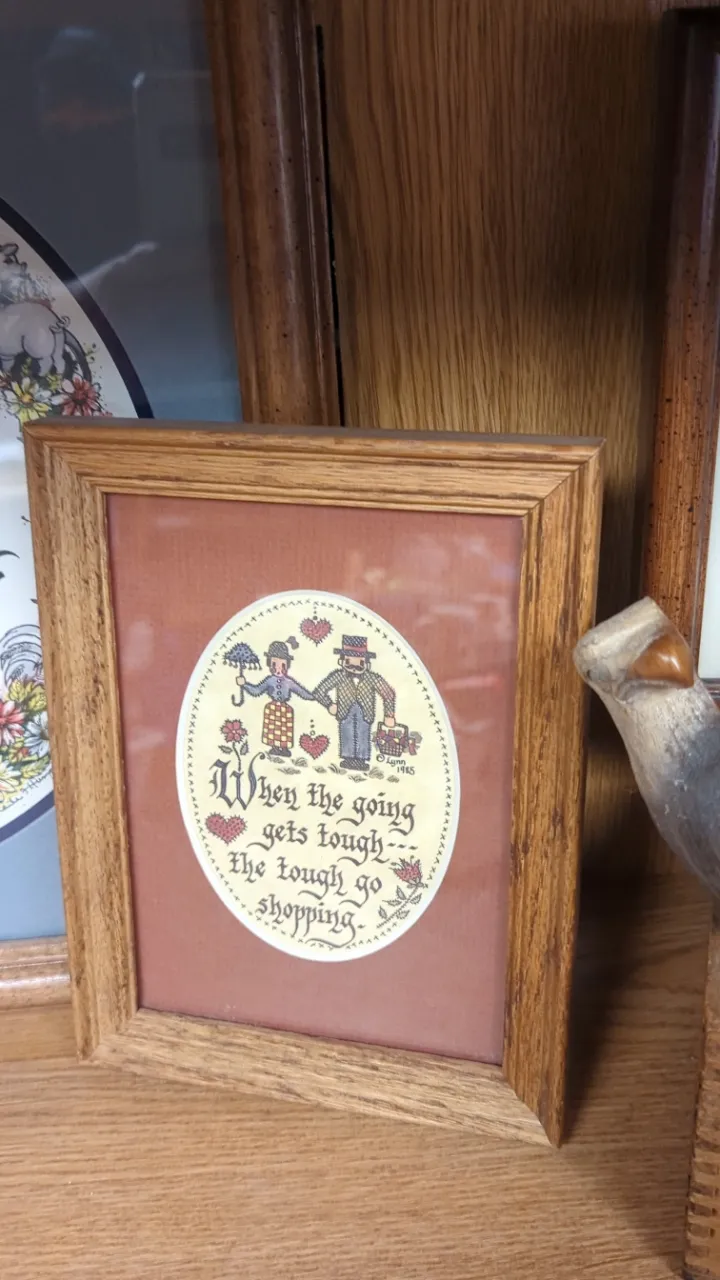 © Lynn
1985
When the going
gets tough---
the tough go
shopping.